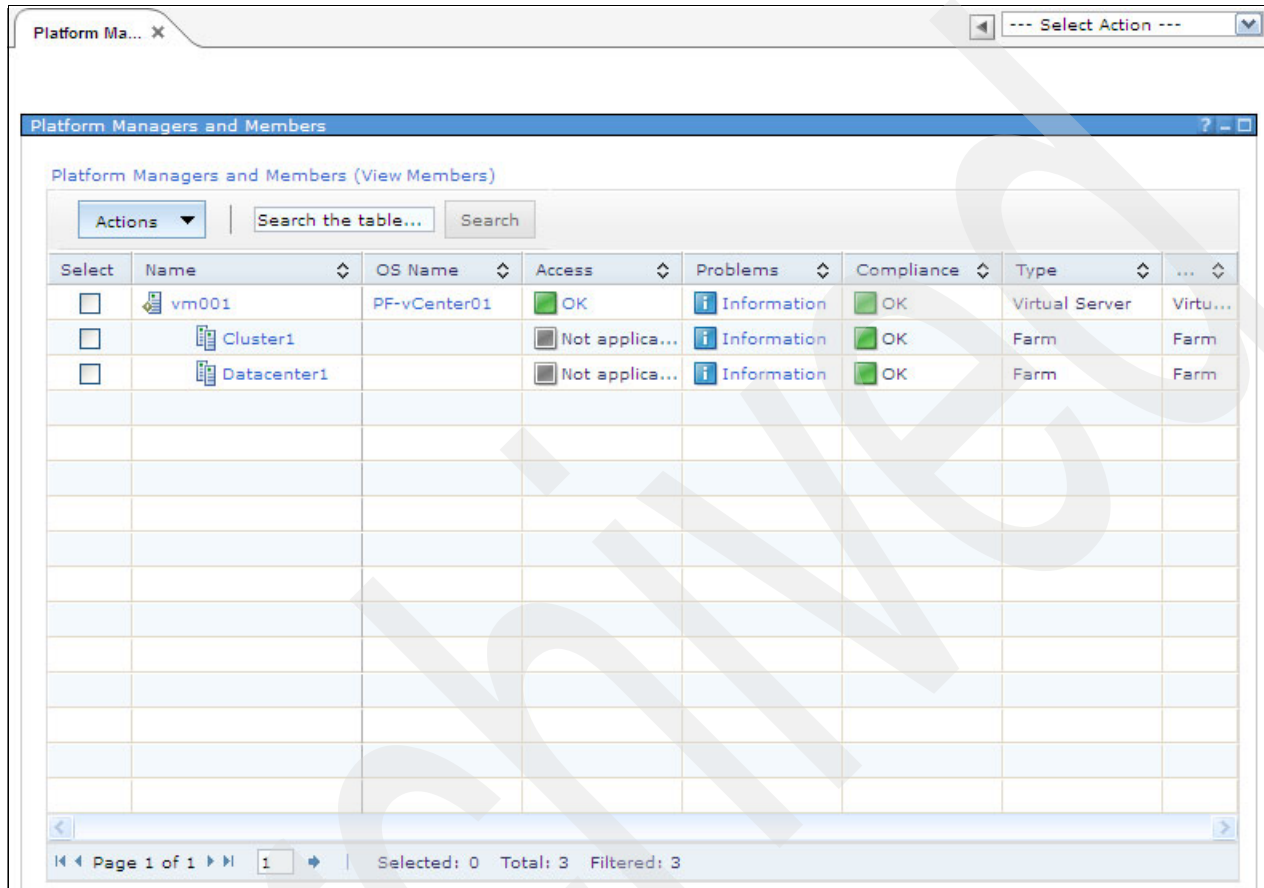 Platform Ma... ×
--- Select Action ---
Platform Managers and Members ?
Platform Managers and Members (View Members)
Actions Search the table... Search
Select Name OS Name Access Problems Compliance Type ...
vm001 PF-vCenter01 OK Information OK Virtual Server Virtu...
Cluster1 Not applica... Information OK Farm Farm
Datacenter1 Not applica... Information OK Farm Farm
Page 1 of 1 1 Selected: 0 Total: 3 Filtered: 3